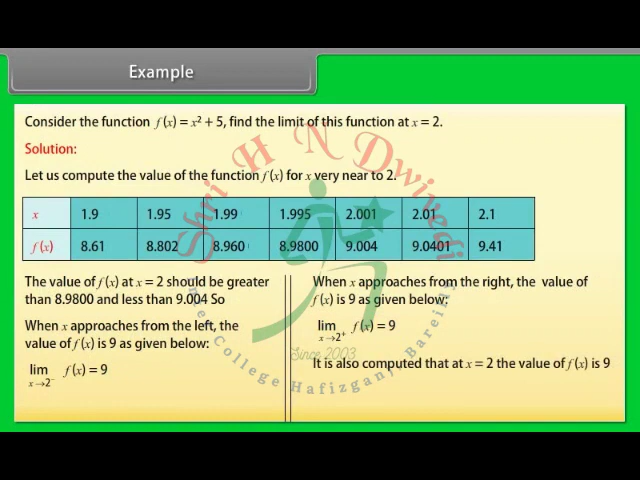 Example
Consider the function f (x) = x² + 5, find the limit of this function at x = 2.
Solution:
Let us compute the value of the function f (x) for x very near to 2.
x 1.9 1.95 1.99 1.995 2.001 2.01 2.1
f (x) 8.61 8.802 8.960 8.9800 9.004 9.0401 9.41
The value of f (x) at x = 2 should be greater
than 8.9800 and less than 9.004 So
When x approaches from the left, the
value of f (x) is 9 as given below:
lim f (x) = 9
x→2⁻
When x approaches from the right, the value of
f (x) is 9 as given below:
lim f (x) = 9
x→2⁺
It is also computed that at x = 2 the value of f (x) is 9
Shri H N Dwivedi
Inter College Hafizganj, Bareilly
Since 2003